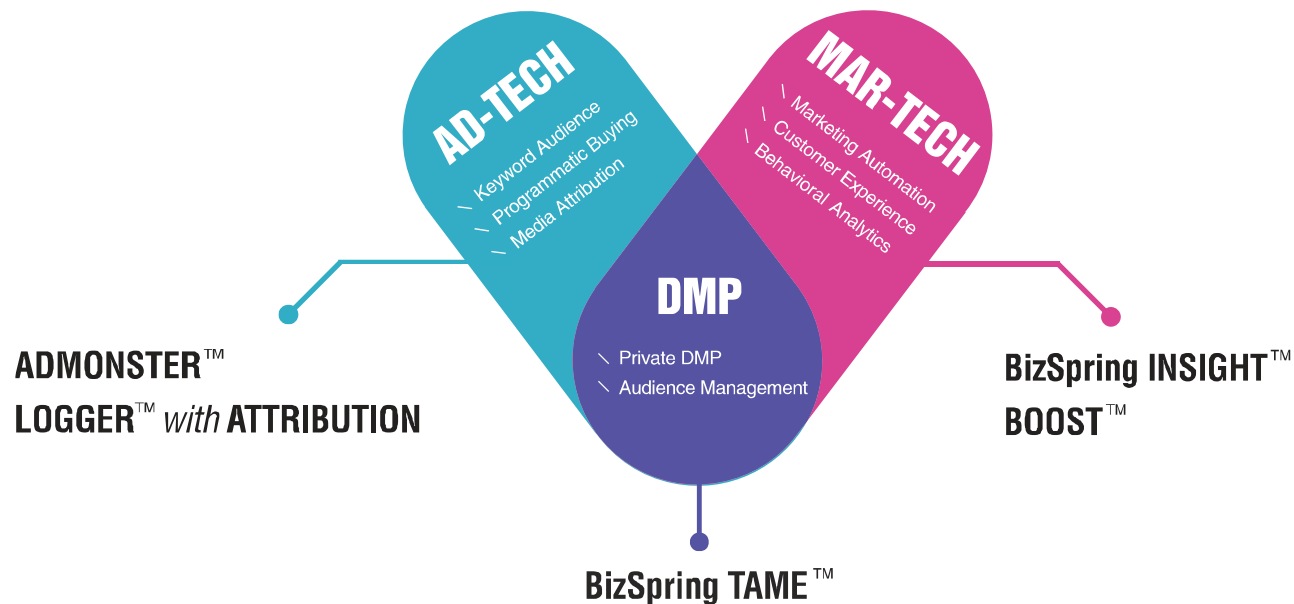 AD-TECH
\ Keyword Audience
\ Programmatic Buying
\ Media Attribution
MAR-TECH
\ Marketing Automation
\ Customer Experience
\ Behavioral Analytics
DMP
\ Private DMP
\ Audience Management
ADMONSTER™
LOGGER™ with ATTRIBUTION
BizSpring INSIGHT™
BOOST™
BizSpring TAME™